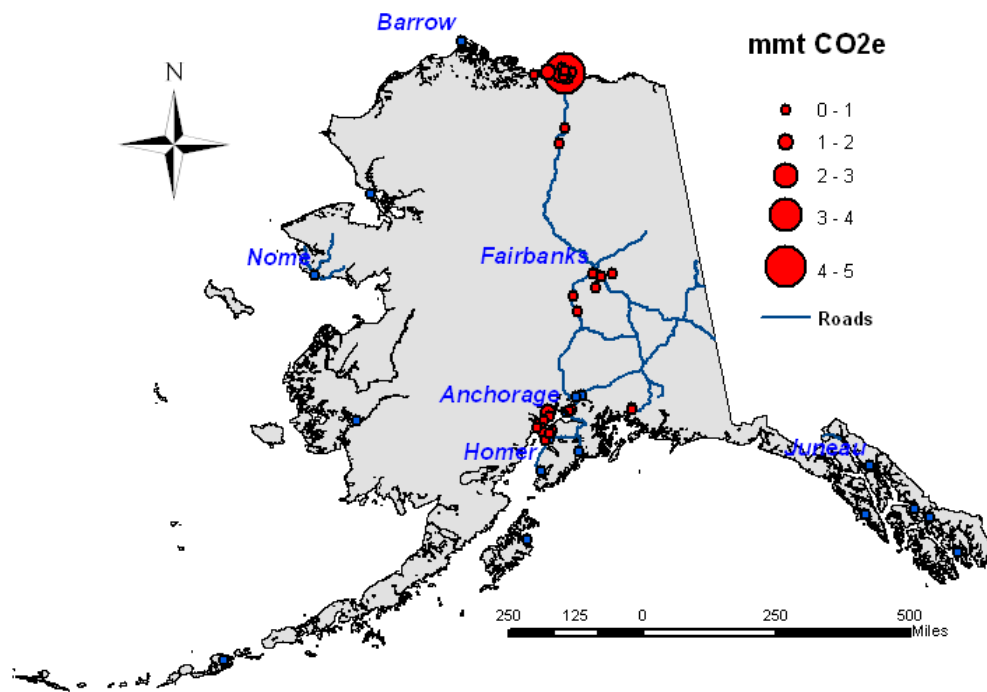 Barrow
mmt CO2e
N
0 - 1
1 - 2
2 - 3
3 - 4
4 - 5
Roads
Nome
Fairbanks
Anchorage
Homer
Juneau
250 125 0 250 500
Miles